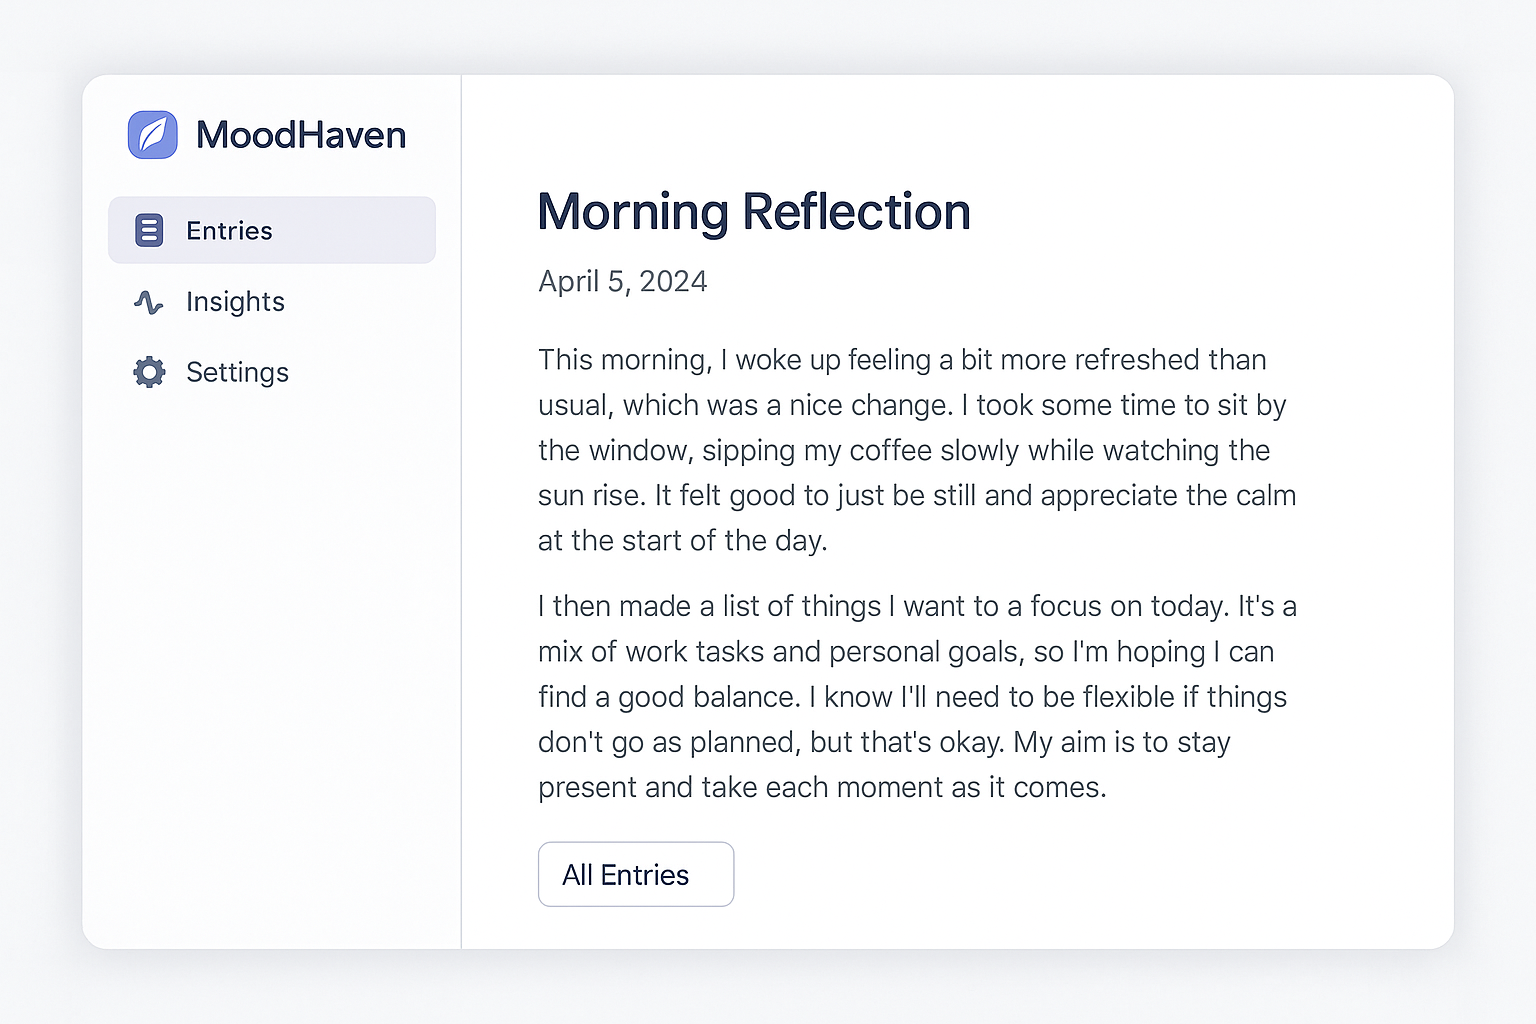 MoodHaven
Entries
Insights
Settings
Morning Reflection
April 5, 2024
This morning, I woke up feeling a bit more refreshed than
usual, which was a nice change. I took some time to sit by
the window, sipping my coffee slowly while watching the
sun rise. It felt good to just be still and appreciate the calm
at the start of the day.
I then made a list of things I want to a focus on today. It's a
mix of work tasks and personal goals, so I'm hoping I can
find a good balance. I know I'll need to be flexible if things
don't go as planned, but that's okay. My aim is to stay
present and take each moment as it comes.
All Entries